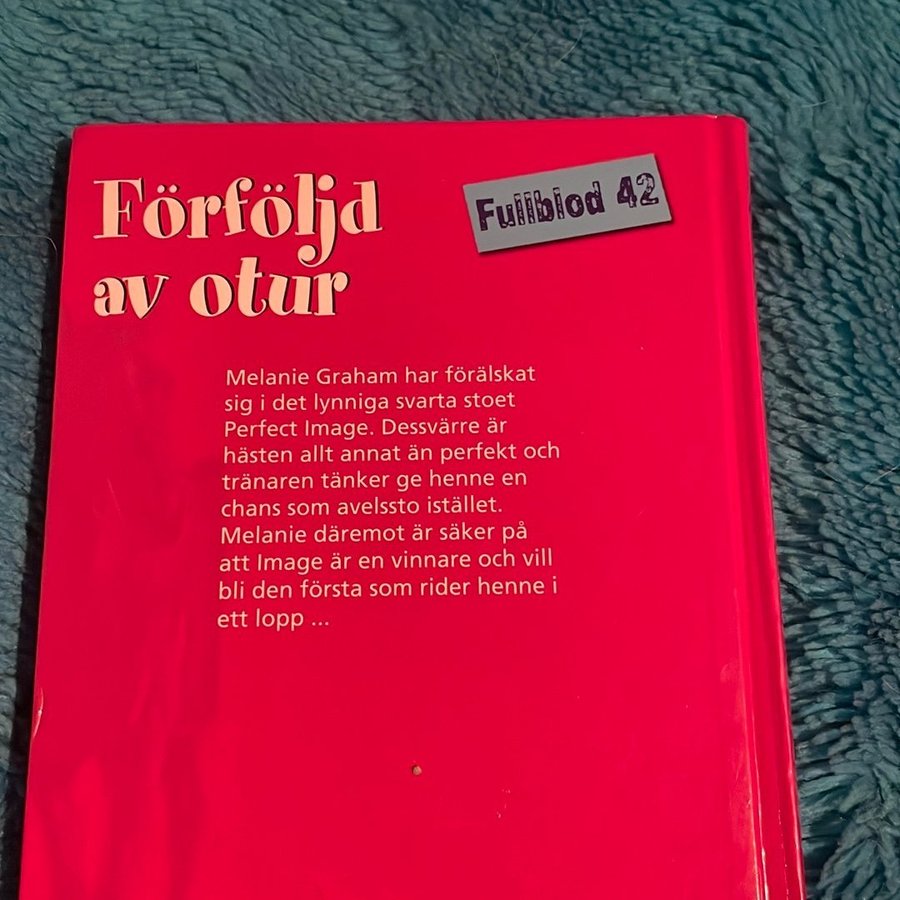 Förföljd
av otur
Fullblod 42
Melanie Graham har förälskat
sig i det lynniga svarta stoet
Perfect Image. Dessvärre är
hästen allt annat än perfekt och
tränaren tänker ge henne en
chans som avelssto istället.
Melanie däremot är säker på
att Image är en vinnare och vill
bli den första som rider henne i
ett lopp ...